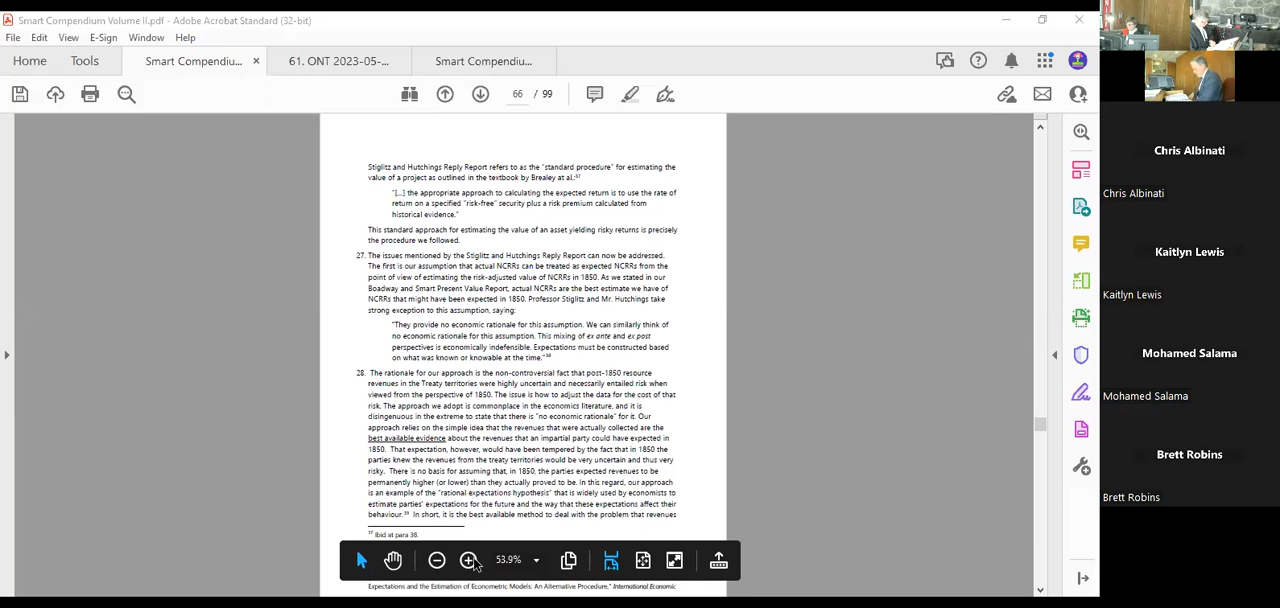 Smart Compendium Volume II.pdf - Adobe Acrobat Standard (32-bit)
File Edit View E-Sign Window Help
Home Tools Smart Compendiu... × 61. ONT 2023-05-... Smart Compendiu...
66 / 99
Stiglitz and Hutchings Reply Report refers to as the "standard procedure" for estimating the
value of a project as outlined in the textbook by Brealey at al.:37
"[...] the appropriate approach to calculating the expected return is to use the rate of
return on a specified "risk-free" security plus a risk premium calculated from
historical evidence."
This standard approach for estimating the value of an asset yielding risky returns is precisely
the procedure we followed.
27. The issues mentioned by the Stiglitz and Hutchings Reply Report can now be addressed.
The first is our assumption that actual NCRRs can be treated as expected NCRRs from the
point of view of estimating the risk-adjusted value of NCRRs in 1850. As we stated in our
Boadway and Smart Present Value Report, actual NCRRs are the best estimate we have of
NCRRs that might have been expected in 1850. Professor Stiglitz and Mr. Hutchings take
strong exception to this assumption, saying:
"They provide no economic rationale for this assumption. We can similarly think of
no economic rationale for this assumption. This mixing of ex ante and ex post
perspectives is economically indefensible. Expectations must be constructed based
on what was known or knowable at the time."38
28. The rationale for our approach is the non-controversial fact that post-1850 resource
revenues in the Treaty territories were highly uncertain and necessarily entailed risk when
viewed from the perspective of 1850. The issue is how to adjust the data for the cost of that
risk. The approach we adopt is commonplace in the economics literature, and it is
disingenuous in the extreme to state that there is "no economic rationale" for it. Our
approach relies on the simple idea that the revenues that were actually collected are the
best available evidence about the revenues that an impartial party could have expected in
1850. That expectation, however, would have been tempered by the fact that in 1850 the
parties knew the revenues from the treaty territories would be very uncertain and thus very
risky. There is no basis for assuming that, in 1850, the parties expected revenues to be
permanently higher (or lower) than they actually proved to be. In this regard, our approach
is an example of the "rational expectations hypothesis" that is widely used by economists to
estimate parties' expectations for the future and the way that these expectations affect their
behaviour.39 In short, it is the best available method to deal with the problem that revenues
37 Ibid at para 38.
53.9%
Expectations and the Estimation of Econometric Models: An Alternative Procedure," International Economic
Chris Albinati
Chris Albinati
Kaitlyn Lewis
Kaitlyn Lewis
Mohamed Salama
Mohamed Salama
Brett Robins
Brett Robins